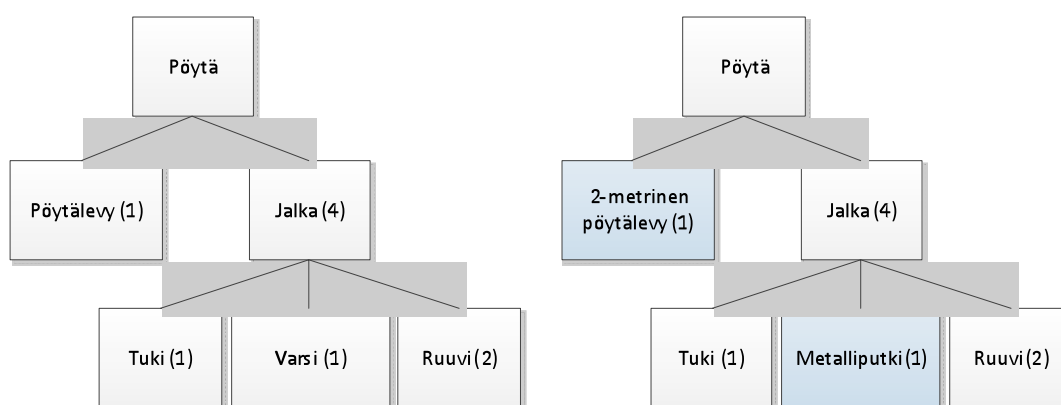 Pöytä
Pöytälevy (1)
Jalka (4)
Tuki (1)
Varsi (1)
Ruuvi (2)
Pöytä
2-metrinen
pöytälevy (1)
Jalka (4)
Tuki (1)
Metalliputki (1)
Ruuvi (2)